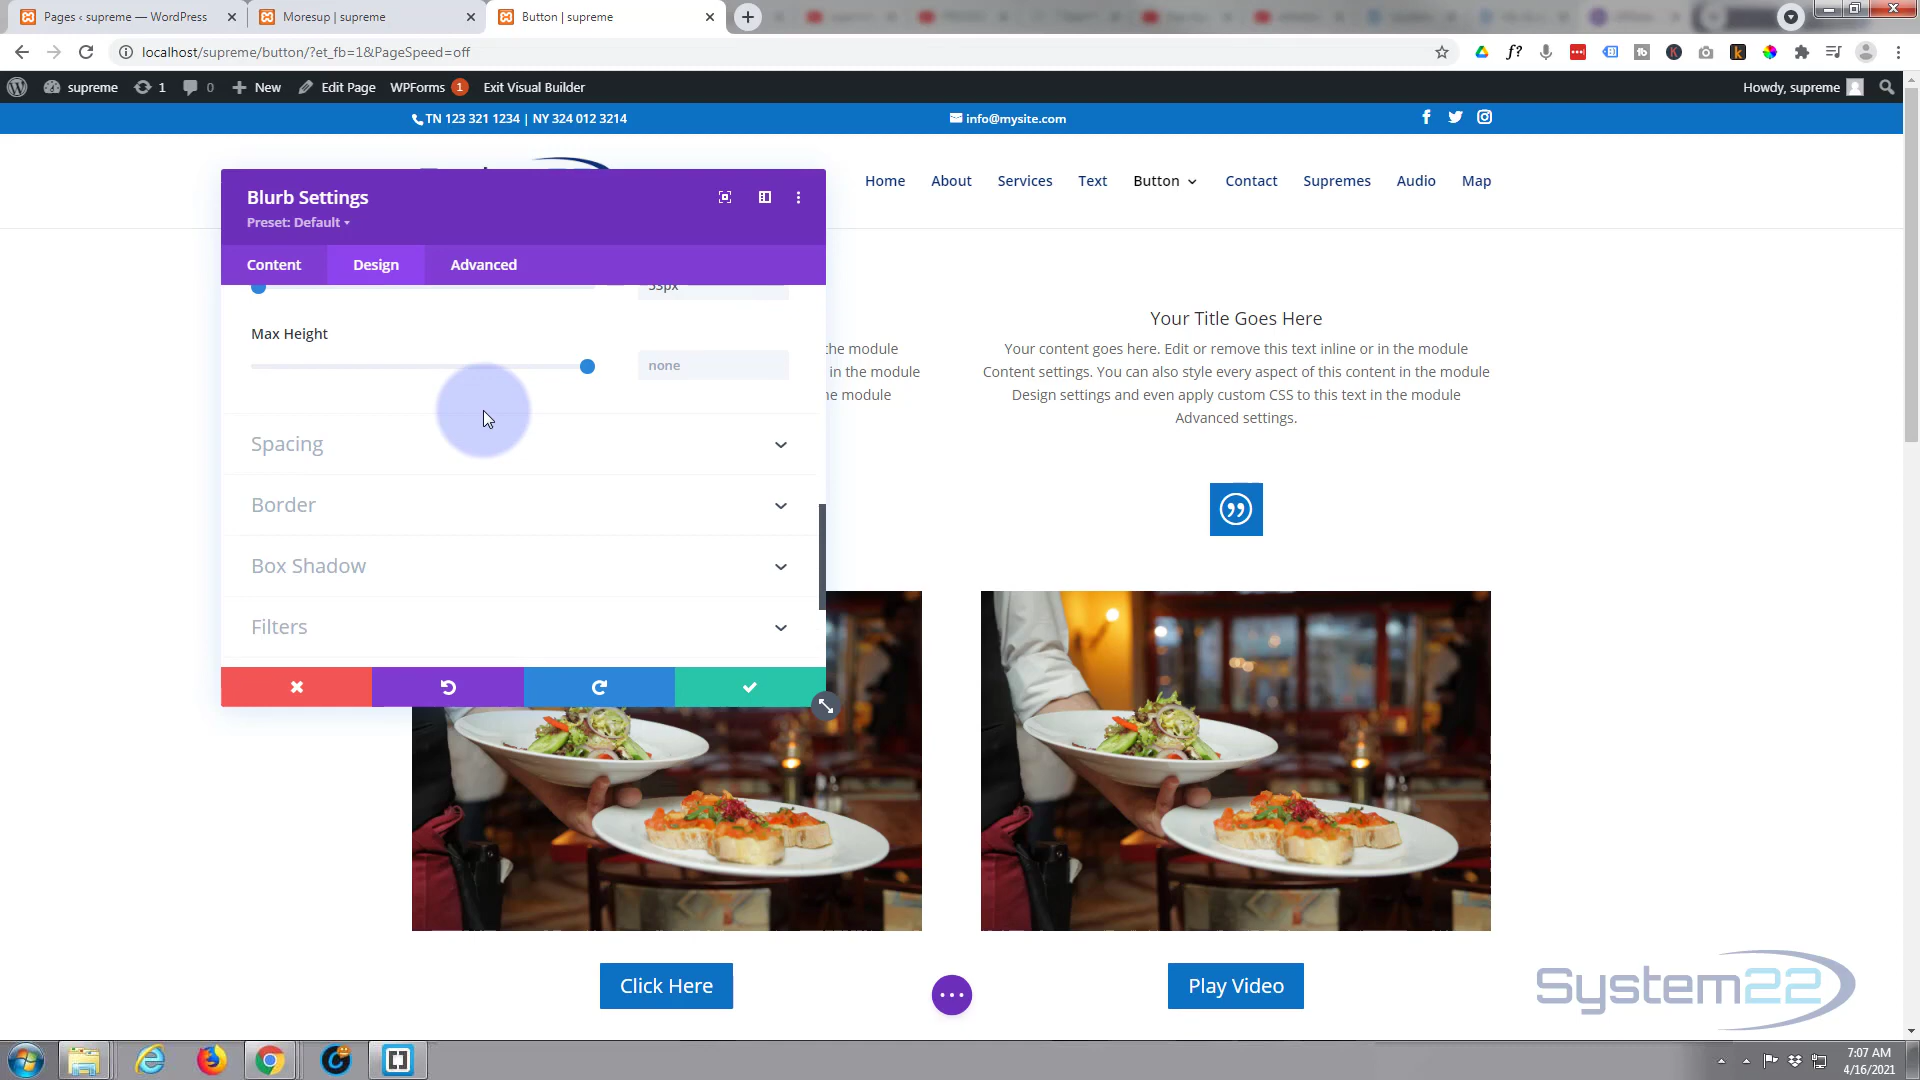 Pages ‹ supreme — WordPress
Moresup | supreme
Button | supreme
localhost/supreme/button/?et_fb=1&PageSpeed=off
supreme
1
0
New
Edit Page
WPForms 1
Exit Visual Builder
Howdy, supreme
TN 123 321 1234 | NY 324 012 3214
info@mysite.com
Home
About
Services
Text
Button
Contact
Supremes
Audio
Map
Blurb Settings
Preset: Default
Content
Design
Advanced
53px
Max Height
none
Spacing
Border
Box Shadow
Filters
the module
in the module
e module
Your Title Goes Here
Your content goes here. Edit or remove this text inline or in the module
Content settings. You can also style every aspect of this content in the module
Design settings and even apply custom CSS to this text in the module
Advanced settings.
Click Here
Play Video
System22
7:07 AM
4/16/2021